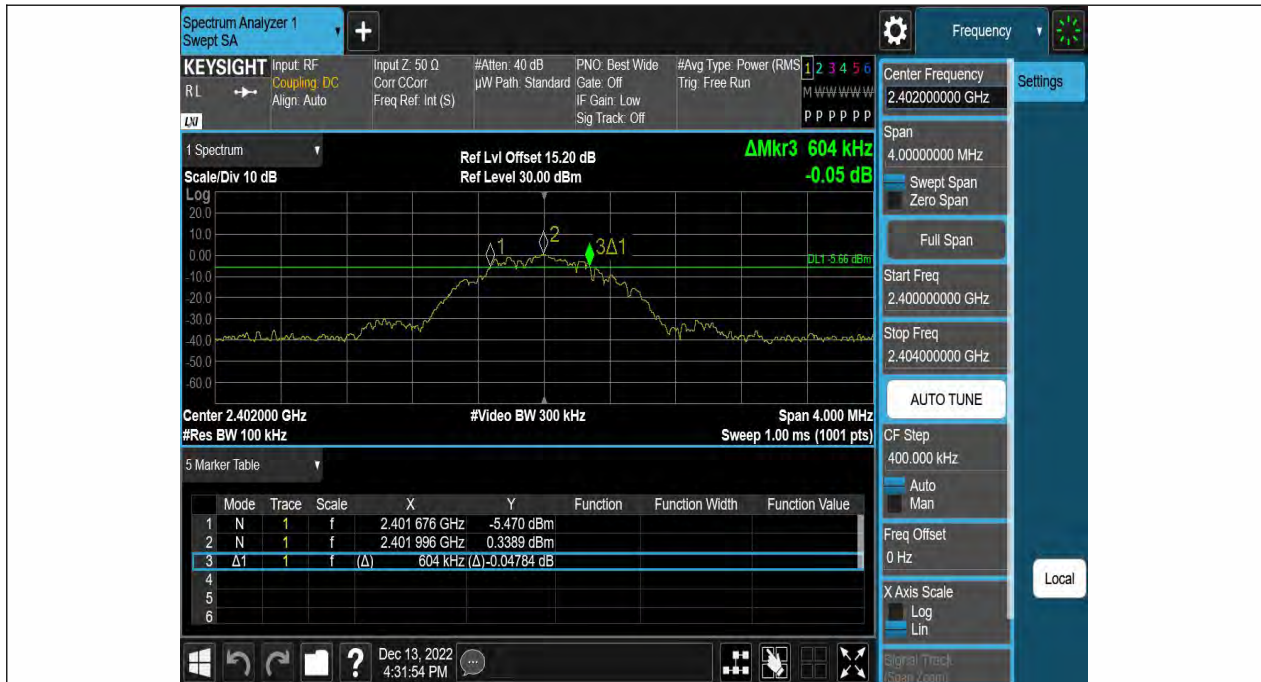 Spectrum Analyzer 1
Swept SA
+
Frequency
KEYSIGHT
Input: RF
Input Z: 50 Ω
#Atten: 40 dB
PNO: Best Wide
#Avg Type: Power (RMS
1 2 3 4 5 6
RL
Coupling: DC
Corr CCorr
µW Path: Standard
Gate: Off
Trig: Free Run
M W W W W W
Align: Auto
Freq Ref: Int (S)
IF Gain: Low
Sig Track: Off
P P P P P P
LXI
Center Frequency
2.402000000 GHz
Settings
1 Spectrum
Ref Lvl Offset 15.20 dB
ΔMkr3 604 kHz
Scale/Div 10 dB
Ref Level 30.00 dBm
-0.05 dB
Log
20.0
10.0
0.00
-10.0
-20.0
-30.0
-40.0
-50.0
-60.0
1
2
3Δ1
DL1 -5.66 dBm
Center 2.402000 GHz
#Video BW 300 kHz
Span 4.000 MHz
#Res BW 100 kHz
Sweep 1.00 ms (1001 pts)
Span
4.00000000 MHz
Swept Span
Zero Span
Full Span
Start Freq
2.400000000 GHz
Stop Freq
2.404000000 GHz
AUTO TUNE
CF Step
400.000 kHz
Auto
Man
Freq Offset
0 Hz
X Axis Scale
Log
Lin
Signal Track
(Span Zoom)
Local
5 Marker Table
Mode Trace Scale X Y Function Function Width Function Value
1 N 1 f 2.401 676 GHz -5.470 dBm
2 N 1 f 2.401 996 GHz 0.3389 dBm
3 Δ1 1 f (Δ) 604 kHz (Δ) -0.04784 dB
4
5
6
?
Dec 13, 2022
4:31:54 PM